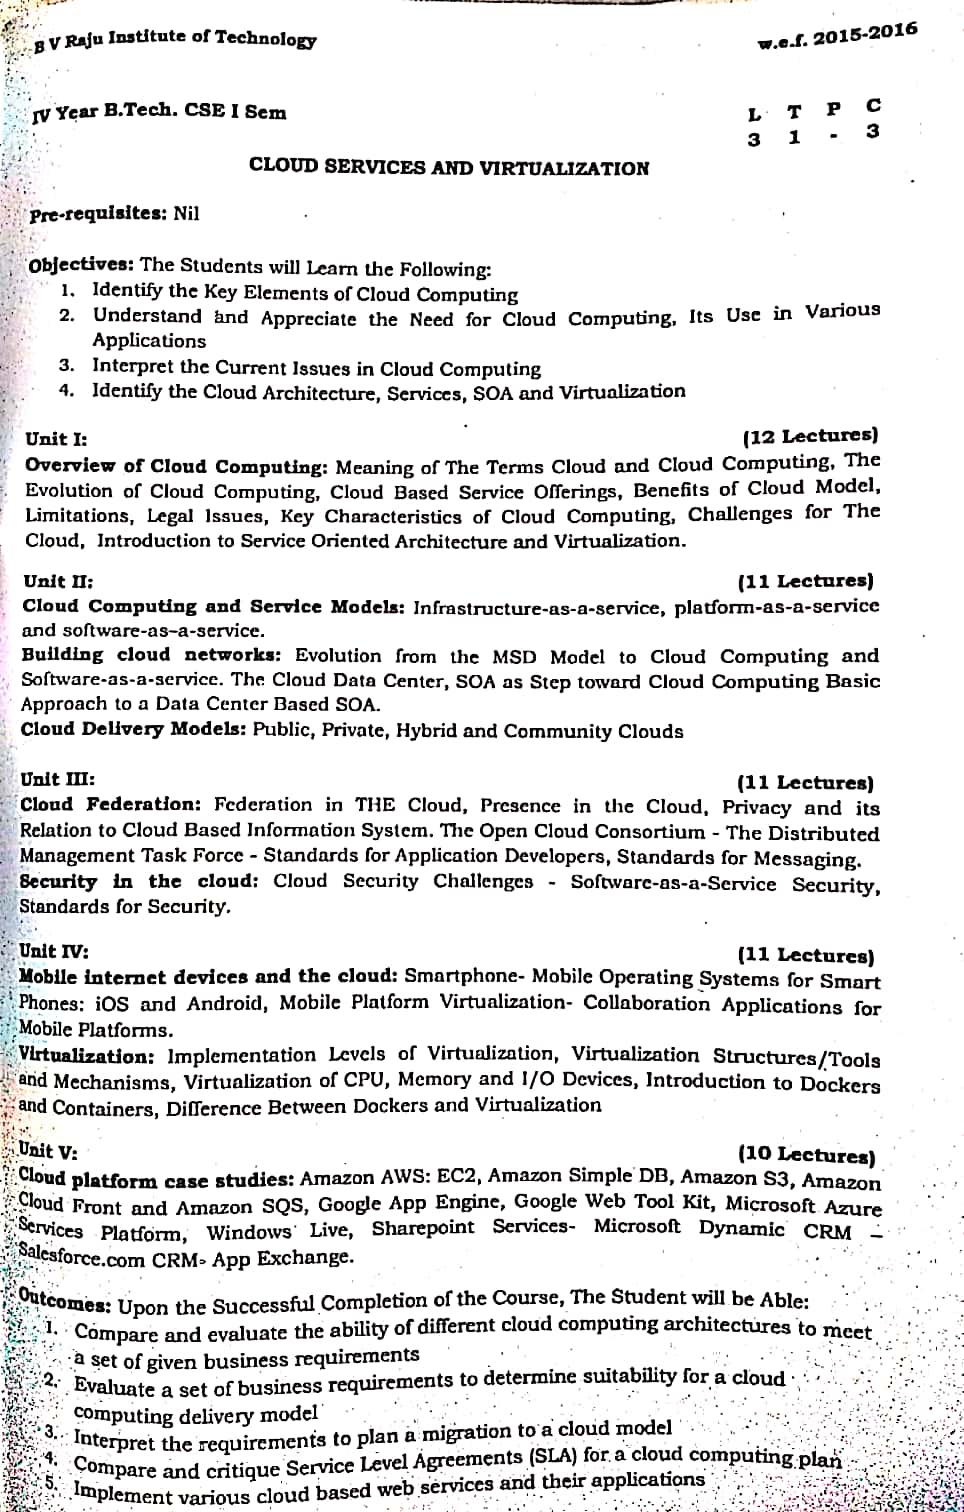 B V Raju Institute of Technology
w.e.f. 2015-2016
IV Year B.Tech. CSE I Sem
L T P C
3 1 - 3
CLOUD SERVICES AND VIRTUALIZATION
Pre-requisites: Nil
Objectives: The Students will Learn the Following:
1. Identify the Key Elements of Cloud Computing
2. Understand and Appreciate the Need for Cloud Computing, Its Use in Various
Applications
3. Interpret the Current Issues in Cloud Computing
4. Identify the Cloud Architecture, Services, SOA and Virtualization
Unit I: (12 Lectures)
Overview of Cloud Computing: Meaning of The Terms Cloud and Cloud Computing, The
Evolution of Cloud Computing, Cloud Based Service Offerings, Benefits of Cloud Model,
Limitations, Legal Issues, Key Characteristics of Cloud Computing, Challenges for The
Cloud, Introduction to Service Oriented Architecture and Virtualization.
Unit II: (11 Lectures)
Cloud Computing and Service Models: Infrastructure-as-a-service, platform-as-a-service
and software-as-a-service.
Building cloud networks: Evolution from the MSD Model to Cloud Computing and
Software-as-a-service. The Cloud Data Center, SOA as Step toward Cloud Computing Basic
Approach to a Data Center Based SOA.
Cloud Delivery Models: Public, Private, Hybrid and Community Clouds
Unit III: (11 Lectures)
Cloud Federation: Federation in THE Cloud, Presence in the Cloud, Privacy and its
Relation to Cloud Based Information System. The Open Cloud Consortium - The Distributed
Management Task Force - Standards for Application Developers, Standards for Messaging.
Security in the cloud: Cloud Security Challenges - Software-as-a-Service Security,
Standards for Security.
Unit IV: (11 Lectures)
Mobile internet devices and the cloud: Smartphone- Mobile Operating Systems for Smart
Phones: iOS and Android, Mobile Platform Virtualization- Collaboration Applications for
Mobile Platforms.
Virtualization: Implementation Levels of Virtualization, Virtualization Structures/Tools
and Mechanisms, Virtualization of CPU, Memory and I/O Devices, Introduction to Dockers
and Containers, Difference Between Dockers and Virtualization
Unit V: (10 Lectures)
Cloud platform case studies: Amazon AWS: EC2, Amazon Simple DB, Amazon S3, Amazon
Cloud Front and Amazon SQS, Google App Engine, Google Web Tool Kit, Microsoft Azure
Services Platform, Windows Live, Sharepoint Services- Microsoft Dynamic CRM –
Salesforce.com CRM- App Exchange.
Outcomes: Upon the Successful Completion of the Course, The Student will be Able:
1. Compare and evaluate the ability of different cloud computing architectures to meet
a set of given business requirements
2. Evaluate a set of business requirements to determine suitability for a cloud
computing delivery model
3. Interpret the requirements to plan a migration to a cloud model
4. Compare and critique Service Level Agreements (SLA) for a cloud computing plan
5. Implement various cloud based web services and their applications